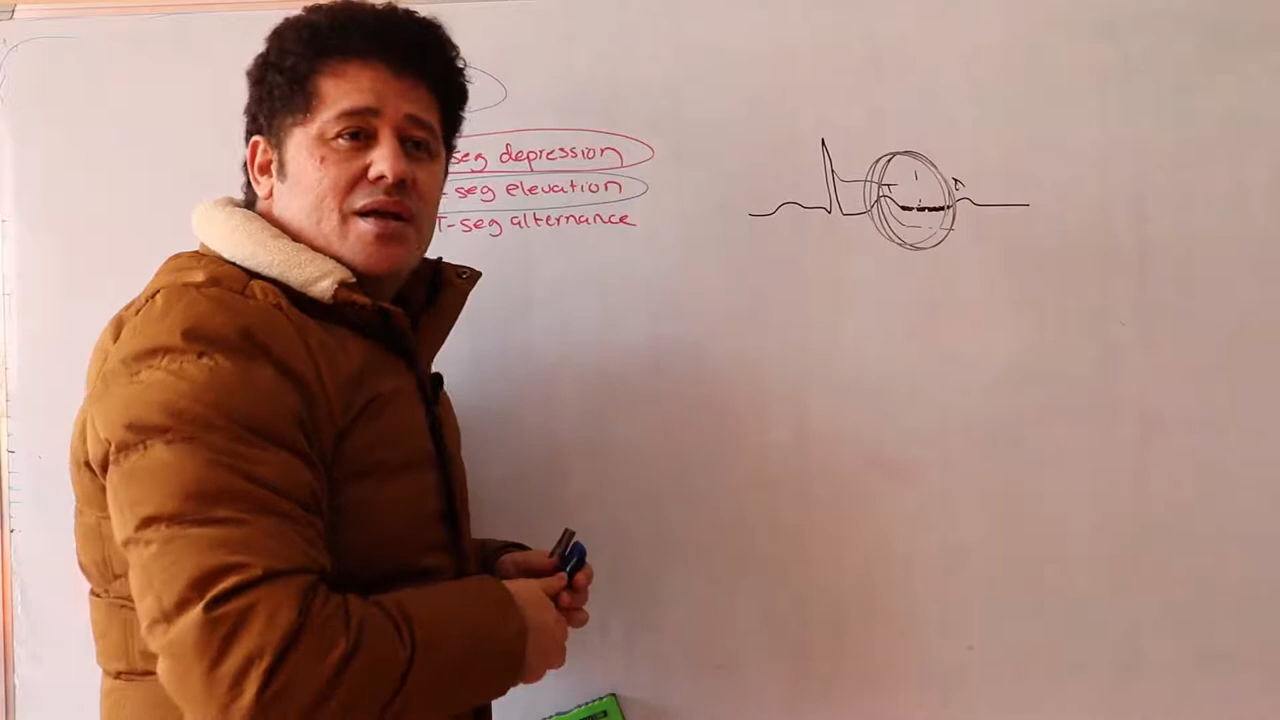 seg depression
seg elevation
T-seg alternance